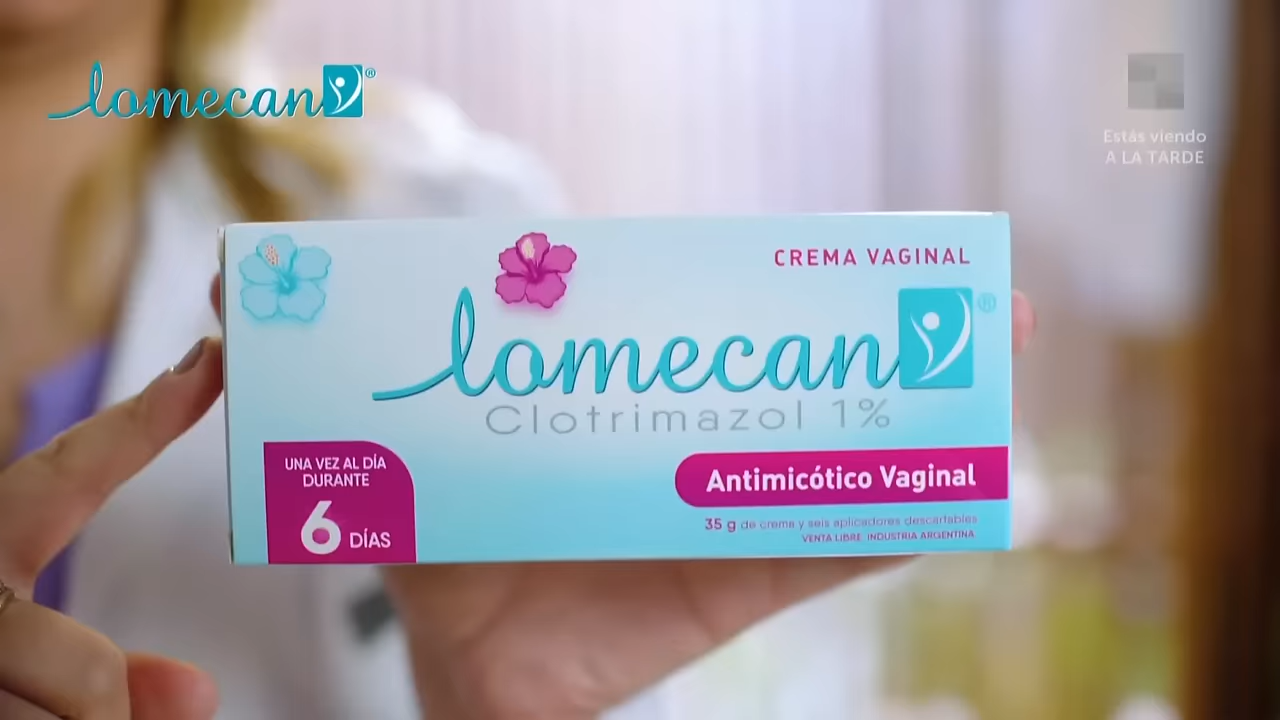 lomecan®
Estás viendo
A LA TARDE
CREMA VAGINAL
lomecan®
Clotrimazol 1%
UNA VEZ AL DÍA
DURANTE
6 DÍAS
Antimicótico Vaginal
35 g de crema y seis aplicadores descartables
VENTA LIBRE. INDUSTRIA ARGENTINA